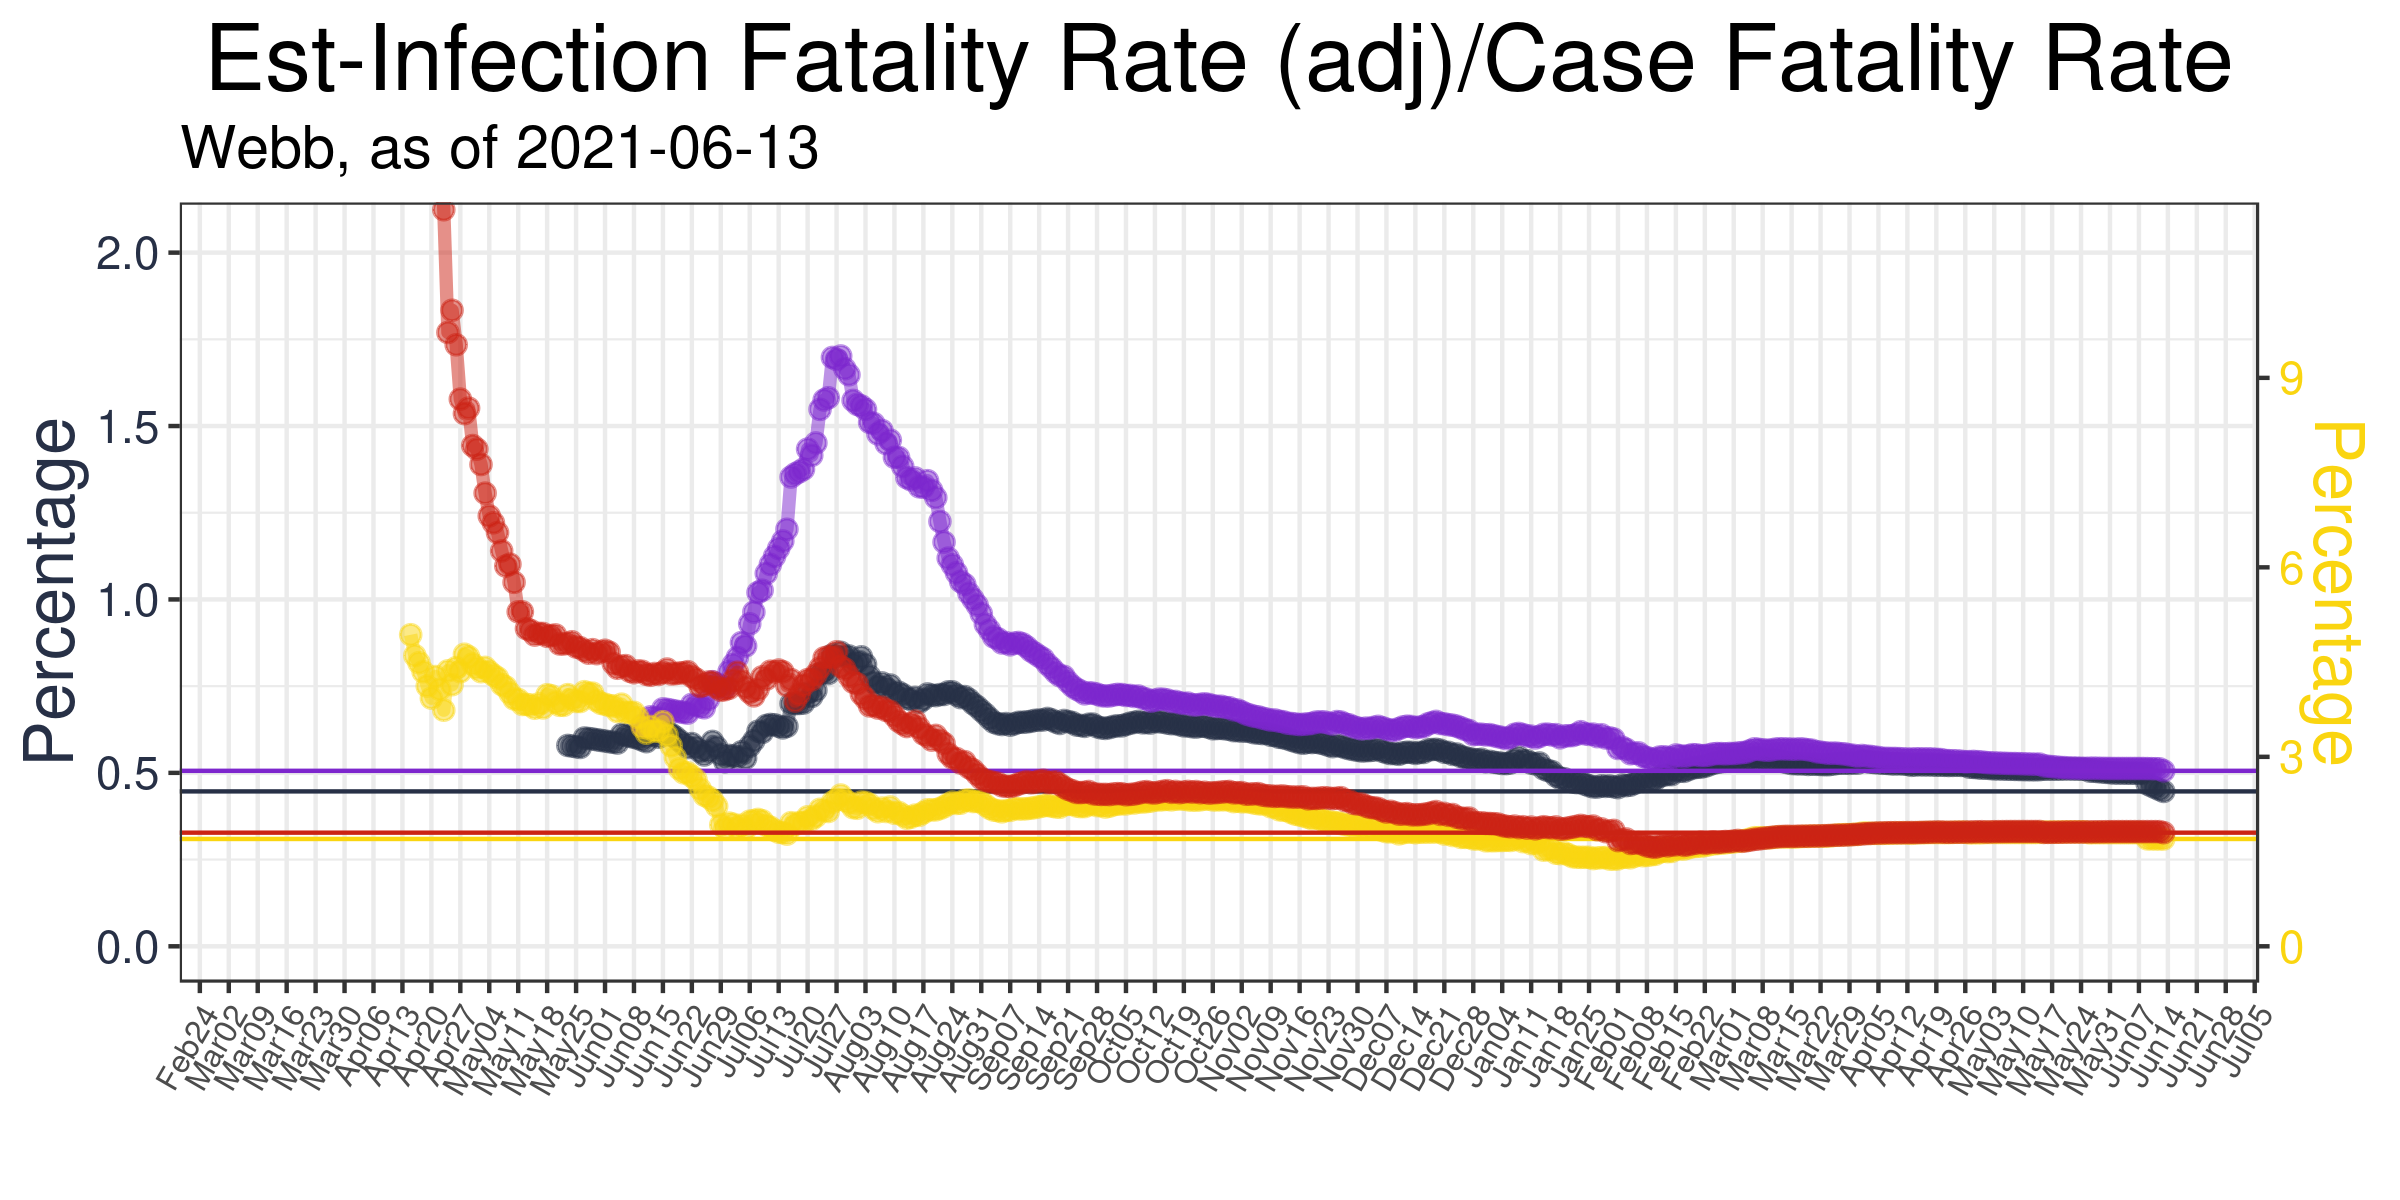 Est-Infection Fatality Rate (adj)/Case Fatality Rate
Webb, as of 2021-06-13
Percentage
2.0
1.5
1.0
0.5
0.0
9
6
3
0
Percentage
Feb24
Mar02
Mar09
Mar16
Mar23
Mar30
Apr06
Apr13
Apr20
Apr27
May04
May11
May18
May25
Jun01
Jun08
Jun15
Jun22
Jun29
Jul06
Jul13
Jul20
Jul27
Aug03
Aug10
Aug17
Aug24
Aug31
Sep07
Sep14
Sep21
Sep28
Oct05
Oct12
Oct19
Oct26
Nov02
Nov09
Nov16
Nov23
Nov30
Dec07
Dec14
Dec21
Dec28
Jan04
Jan11
Jan18
Jan25
Feb01
Feb08
Feb15
Feb22
Mar01
Mar08
Mar15
Mar22
Mar29
Apr05
Apr12
Apr19
Apr26
May03
May10
May17
May24
May31
Jun07
Jun14
Jun21
Jun28
Jul05